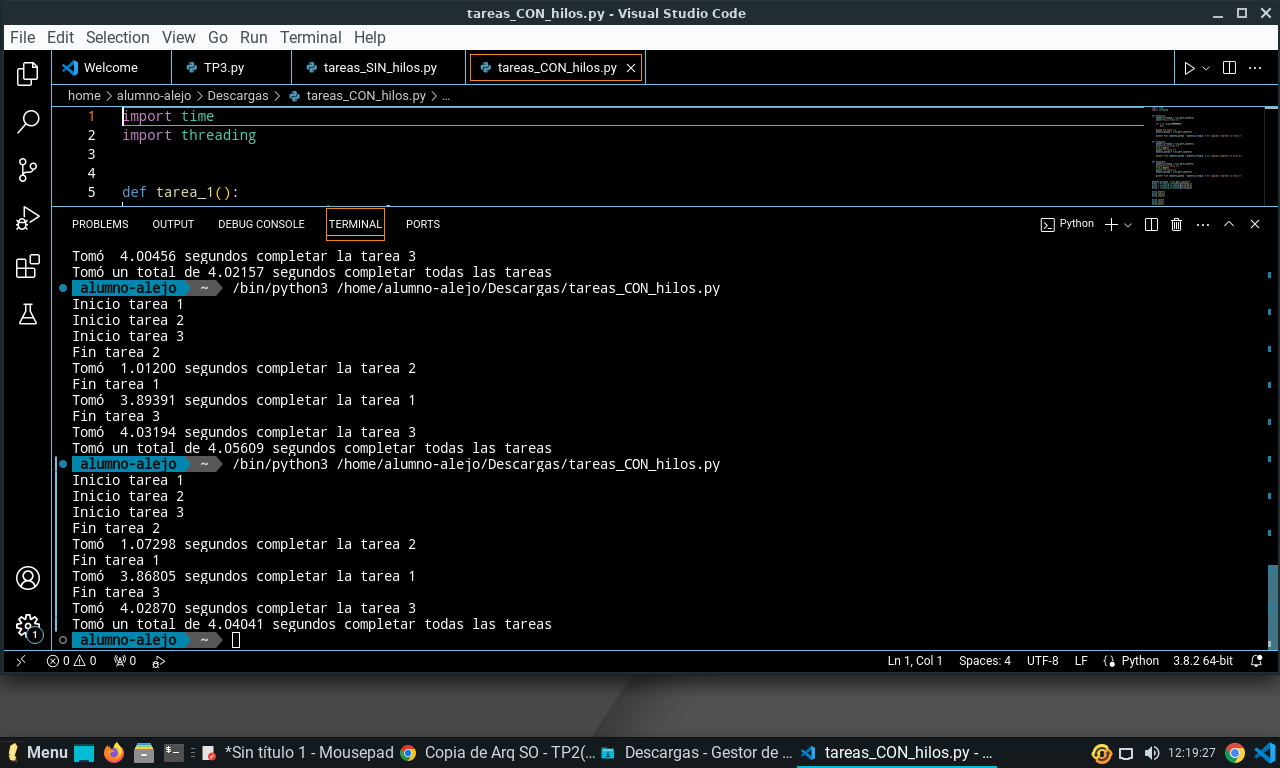 tareas_CON_hilos.py - Visual Studio Code
File Edit Selection View Go Run Terminal Help
Welcome TP3.py tareas_SIN_hilos.py tareas_CON_hilos.py
home > alumno-alejo > Descargas > tareas_CON_hilos.py > ...
1 import time
2 import threading
3
4
5 def tarea_1():
PROBLEMS OUTPUT DEBUG CONSOLE TERMINAL PORTS Python
Tomó  4.00456 segundos completar la tarea 3
Tomó un total de 4.02157 segundos completar todas las tareas
alumno-alejo ~ /bin/python3 /home/alumno-alejo/Descargas/tareas_CON_hilos.py
Inicio tarea 1
Inicio tarea 2
Inicio tarea 3
Fin tarea 2
Tomó  1.01200 segundos completar la tarea 2
Fin tarea 1
Tomó  3.89391 segundos completar la tarea 1
Fin tarea 3
Tomó  4.03194 segundos completar la tarea 3
Tomó un total de 4.05609 segundos completar todas las tareas
alumno-alejo ~ /bin/python3 /home/alumno-alejo/Descargas/tareas_CON_hilos.py
Inicio tarea 1
Inicio tarea 2
Inicio tarea 3
Fin tarea 2
Tomó  1.07298 segundos completar la tarea 2
Fin tarea 1
Tomó  3.86805 segundos completar la tarea 1
Fin tarea 3
Tomó  4.02870 segundos completar la tarea 3
Tomó un total de 4.04041 segundos completar todas las tareas
alumno-alejo ~
1
0 0 0 Ln 1, Col 1 Spaces: 4 UTF-8 LF Python 3.8.2 64-bit
Menu *Sin título 1 - Mousepad Copia de Arq SO - TP2(... Descargas - Gestor de ... tareas_CON_hilos.py - ... 12:19:27